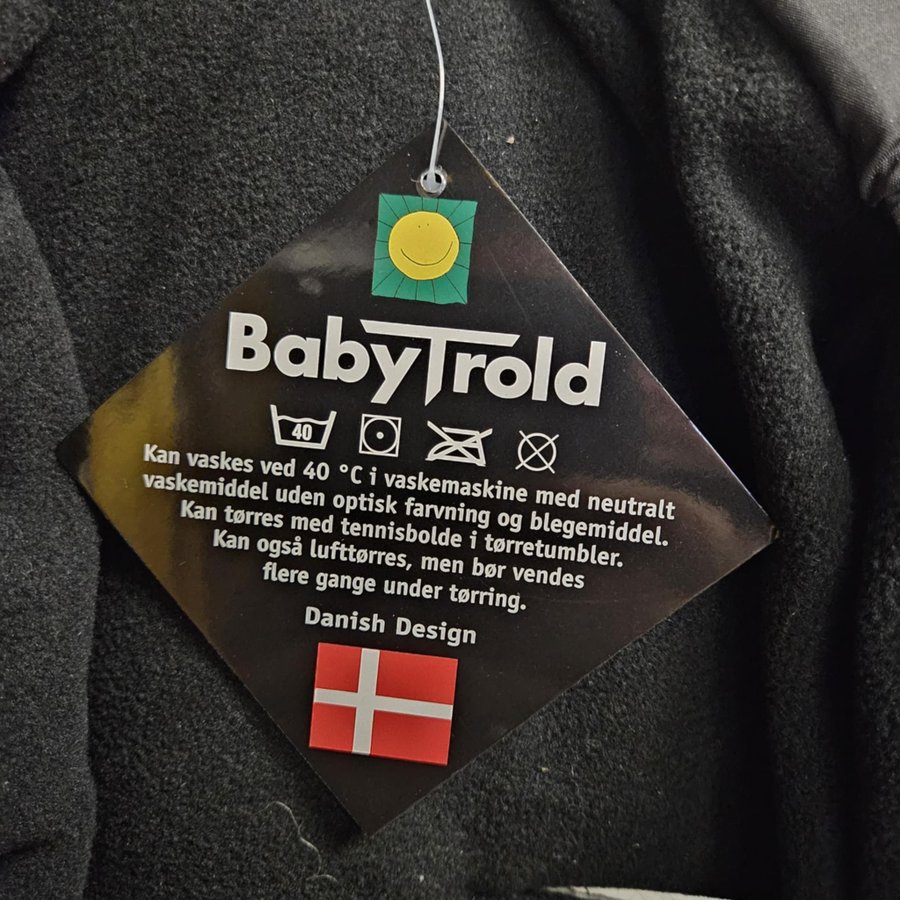 BabyTrold
40
Kan vaskes ved 40 °C i vaskemaskine med neutralt
vaskemiddel uden optisk farvning og blegemiddel.
Kan tørres med tennisbolde i tørretumbler.
Kan også lufttørres, men bør vendes
flere gange under tørring.
Danish Design